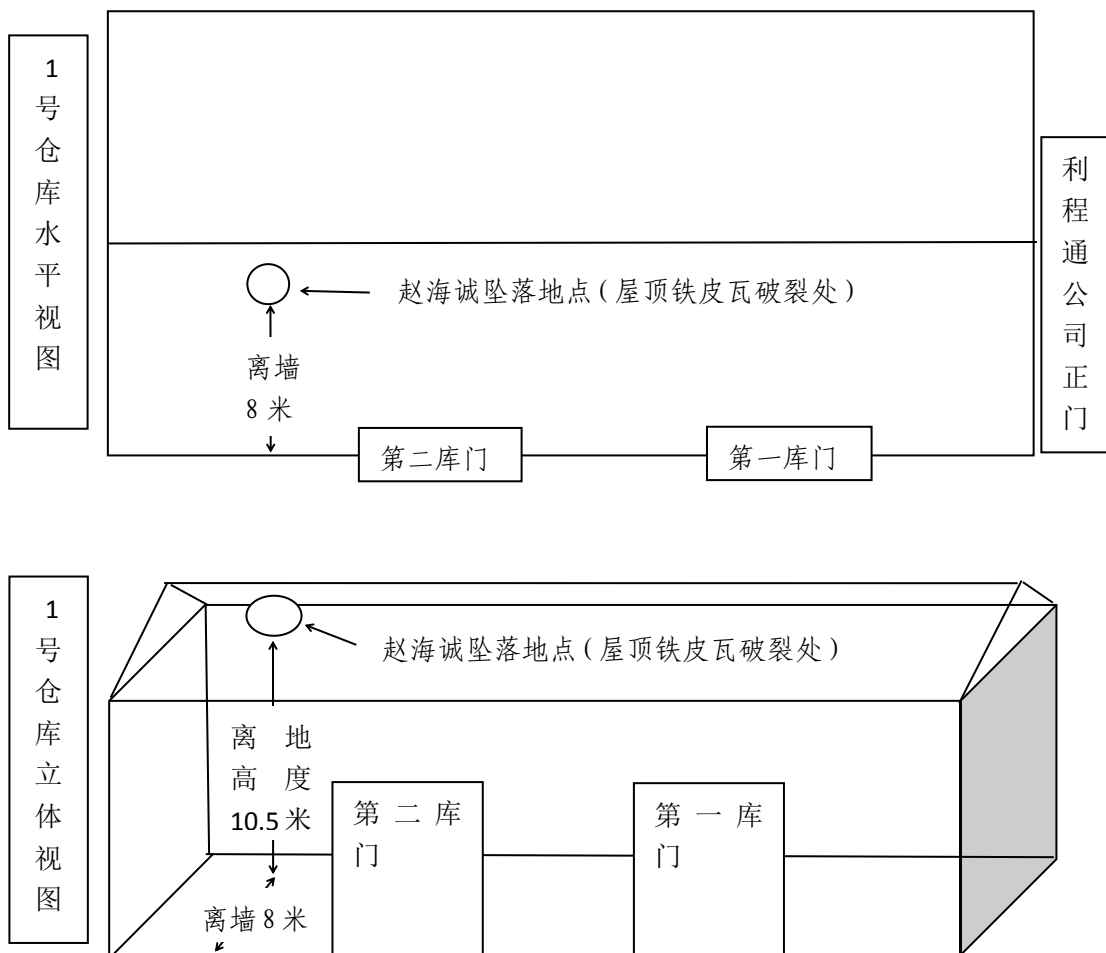 1
号
仓
库
水
平
视
图
利
程
通
公
司
正
门
赵海诚坠落地点(屋顶铁皮瓦破裂处)
离墙
8 米
第二库门
第一库门
1
号
仓
库
立
体
视
图
赵海诚坠落地点(屋顶铁皮瓦破裂处)
离 地
高 度
10.5 米
第 二 库
门
第 一 库
门
离墙 8 米